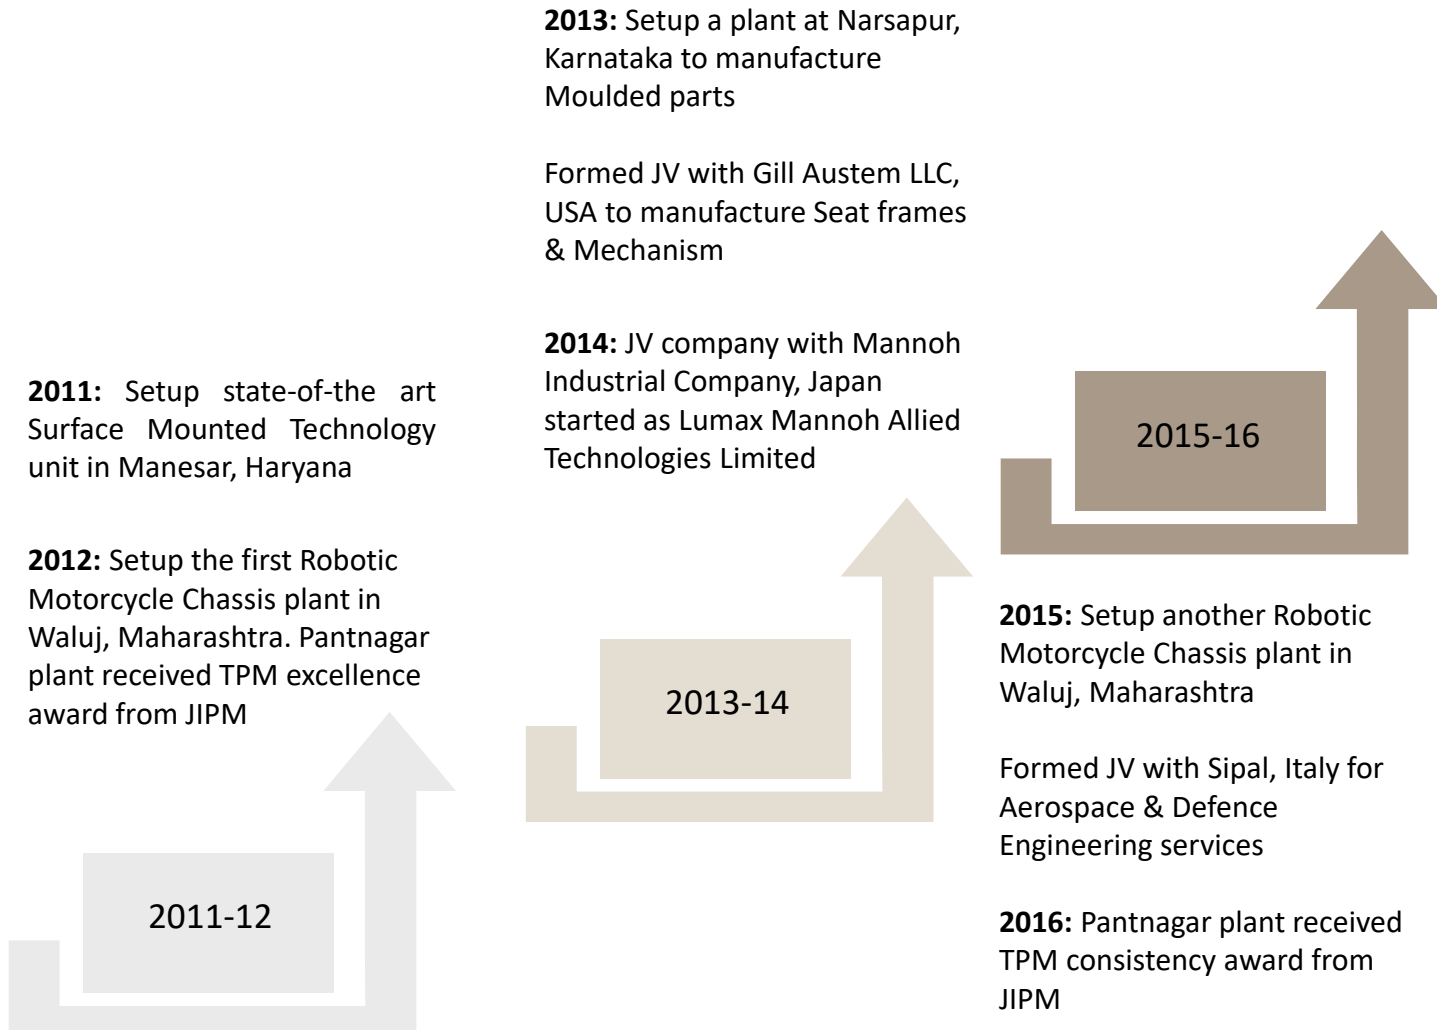 2011: Setup state-of-the art
Surface Mounted Technology
unit in Manesar, Haryana
2012: Setup the first Robotic
Motorcycle Chassis plant in
Waluj, Maharashtra. Pantnagar
plant received TPM excellence
award from JIPM
2011-12
2013: Setup a plant at Narsapur,
Karnataka to manufacture
Moulded parts
Formed JV with Gill Austem LLC,
USA to manufacture Seat frames
& Mechanism
2014: JV company with Mannoh
Industrial Company, Japan
started as Lumax Mannoh Allied
Technologies Limited
2013-14
2015-16
2015: Setup another Robotic
Motorcycle Chassis plant in
Waluj, Maharashtra
Formed JV with Sipal, Italy for
Aerospace & Defence
Engineering services
2016: Pantnagar plant received
TPM consistency award from
JIPM